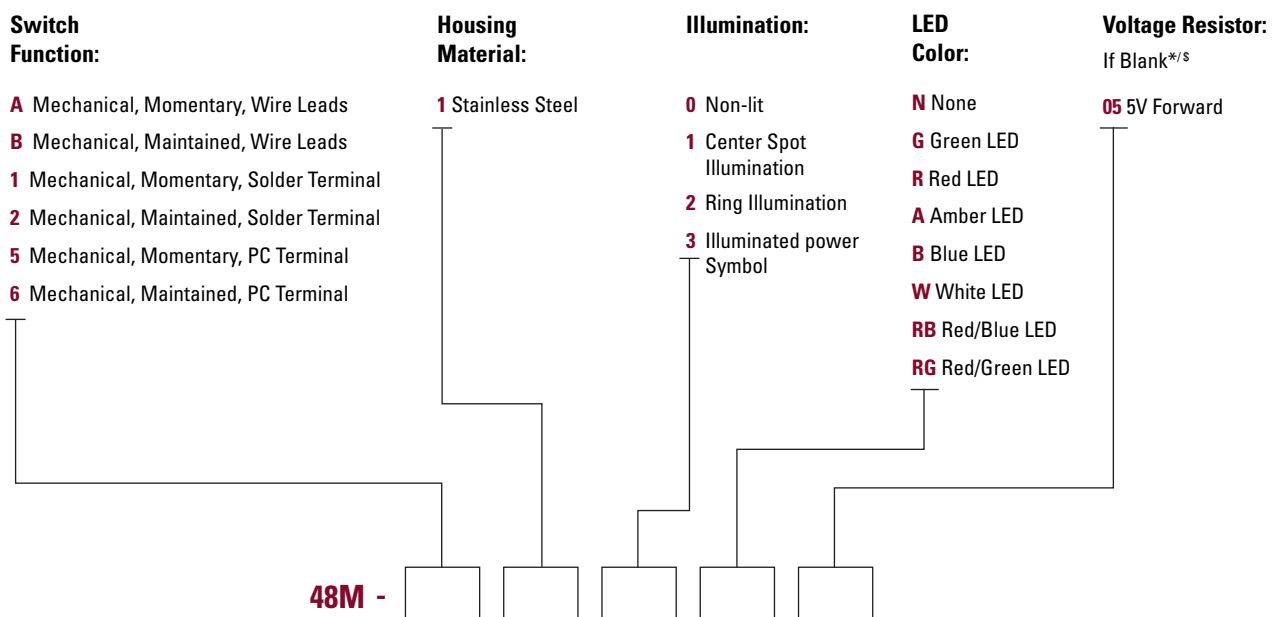 Switch
Function:
A Mechanical, Momentary, Wire Leads
B Mechanical, Maintained, Wire Leads
1 Mechanical, Momentary, Solder Terminal
2 Mechanical, Maintained, Solder Terminal
5 Mechanical, Momentary, PC Terminal
6 Mechanical, Maintained, PC Terminal
Housing
Material:
1 Stainless Steel
Illumination:
0 Non-lit
1 Center Spot
Illumination
2 Ring Illumination
3 Illuminated power
Symbol
LED
Color:
N None
G Green LED
R Red LED
A Amber LED
B Blue LED
W White LED
RB Red/Blue LED
RG Red/Green LED
Voltage Resistor:
If Blank*/$
05 5V Forward
48M -